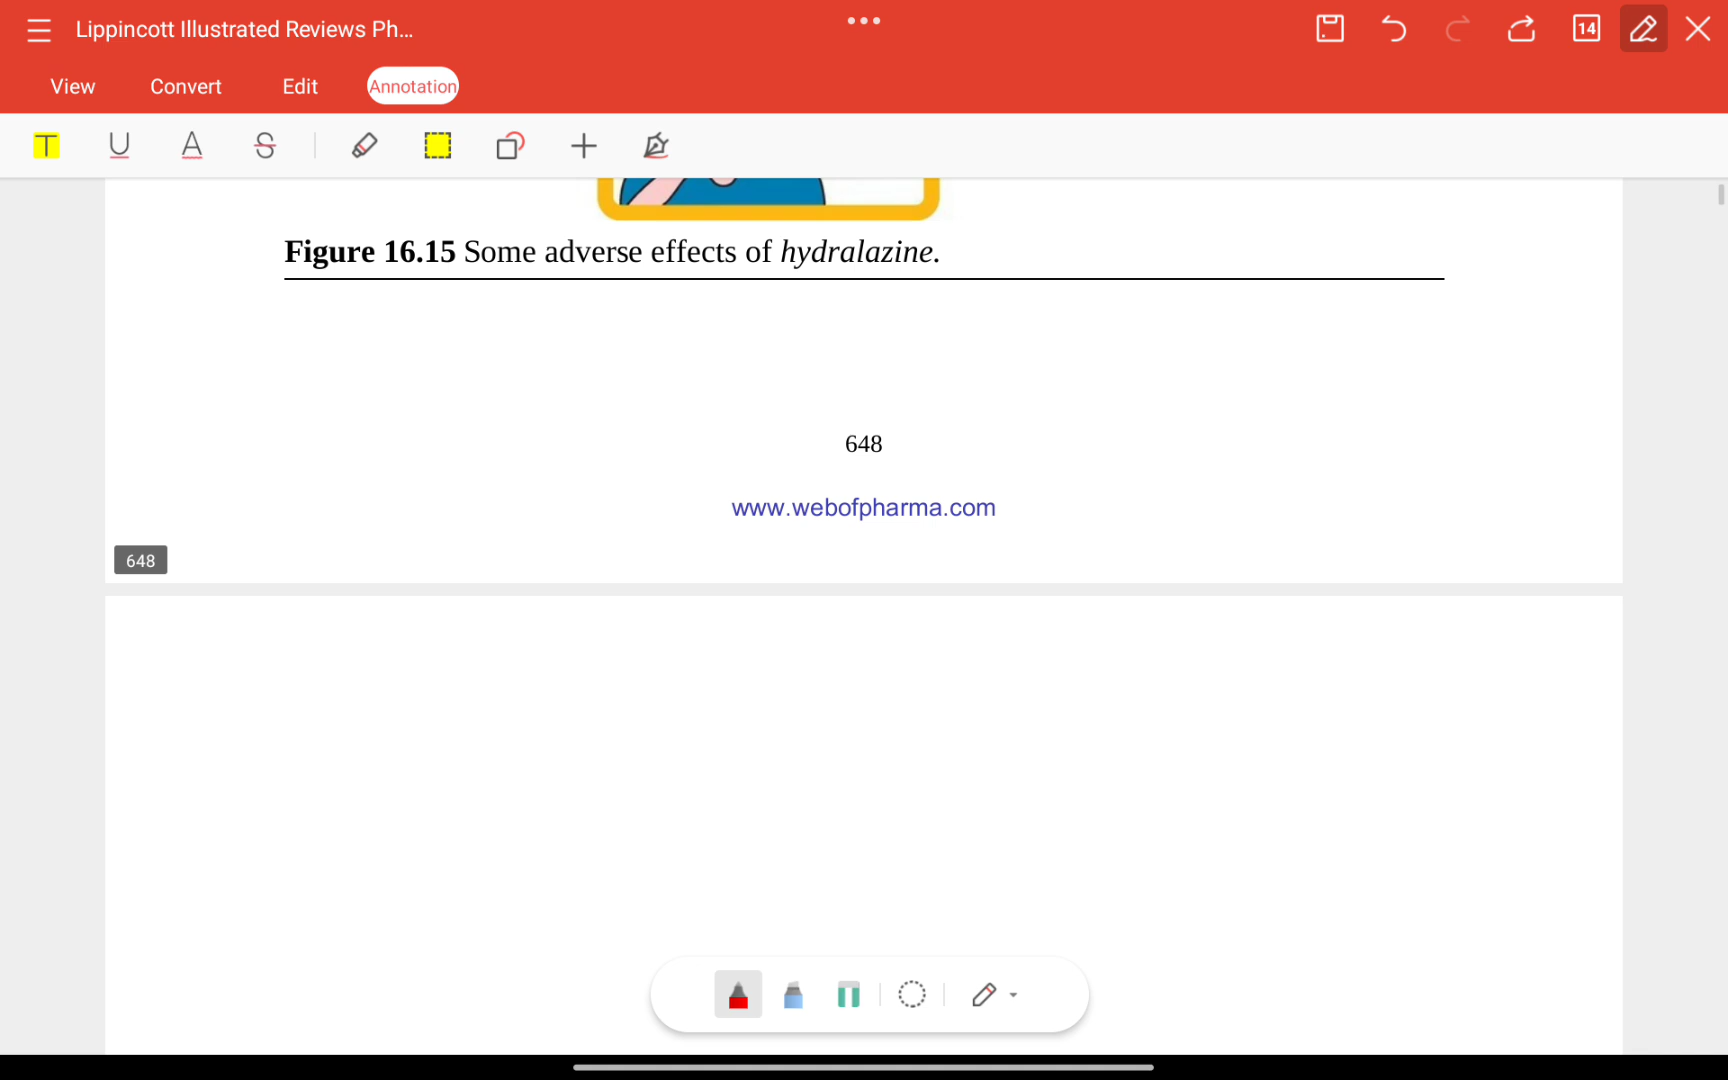 Lippincott Illustrated Reviews Ph...
14
View Convert Edit Annotation
Figure 16.15 Some adverse effects of hydralazine.
648
www.webofpharma.com
648